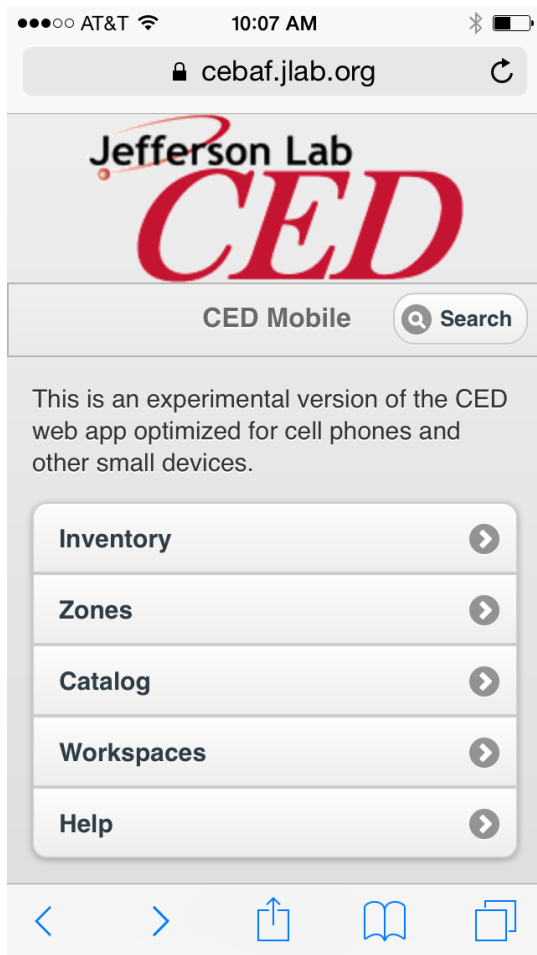 AT&T 10:07 AM
cebaf.jlab.org
Jefferson Lab
CED
CED Mobile Search
This is an experimental version of the CED
web app optimized for cell phones and
other small devices.
Inventory
Zones
Catalog
Workspaces
Help